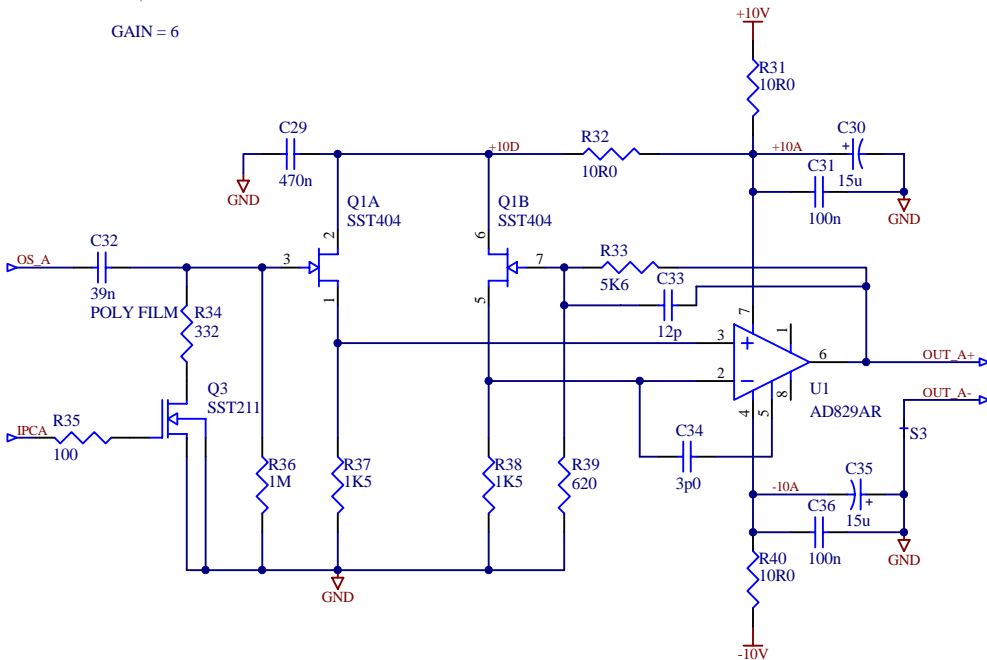 GAIN = 6
+10V
R31
10R0
C29
470n
GND
+10D
R32
10R0
+10A
C30
+
15u
C31
100n
GND
Q1A
SST404
2
3
1
Q1B
SST404
6
7
5
OS_A
C32
39n
POLY FILM
R34
332
R33
5K6
C33
12p
Q3
SST211
IPCA
R35
100
3
2
7
1
6
4
5
8
U1
AD829AR
OUT_A+
OUT_A-
S3
C34
3p0
R36
1M
R37
1K5
R38
1K5
R39
620
-10A
C35
+
15u
C36
100n
GND
R40
10R0
GND
-10V